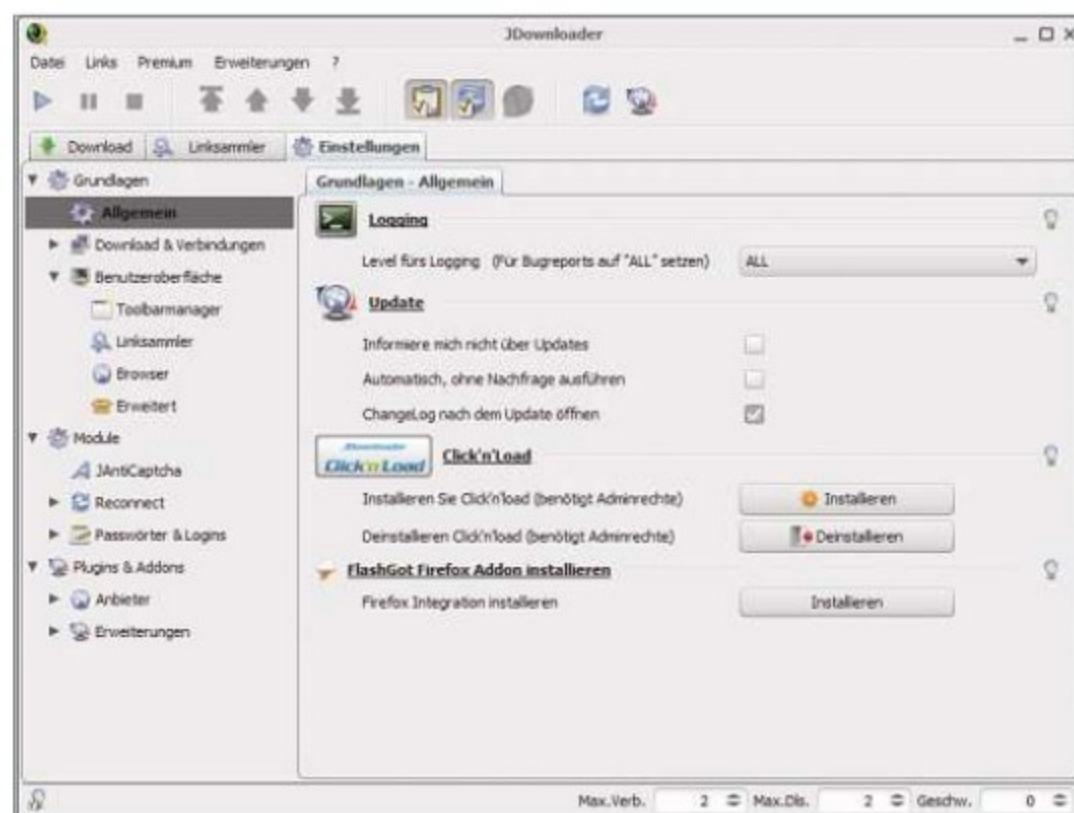 JDownloader
Datei Links Premium Erweiterungen ?
Download Linksammler Einstellungen
Grundlagen
Allgemein
Download & Verbindungen
Benutzeroberfläche
Toolbarmanager
Linksammler
Browser
Erweitert
Module
JAntiCaptcha
Reconnect
Passwörter & Logins
Plugins & Addons
Anbieter
Erweiterungen
Grundlagen - Allgemein
Logging
Level fürs Logging (Für Bugreports auf "ALL" setzen) ALL
Update
Informiere mich nicht über Updates
Automatisch, ohne Nachfrage ausführen
ChangeLog nach dem Update öffnen
JDownloader
Click'n'Load
Click'n'Load
Installieren Sie Click'n'load (benötigt Adminrechte) Installieren
Deinstallieren Click'n'load (benötigt Adminrechte) Deinstallieren
FlashGot Firefox Addon installieren
Firefox Integration installieren Installieren
Max.Verb. 2 Max.Dls. 2 Geschw. 0